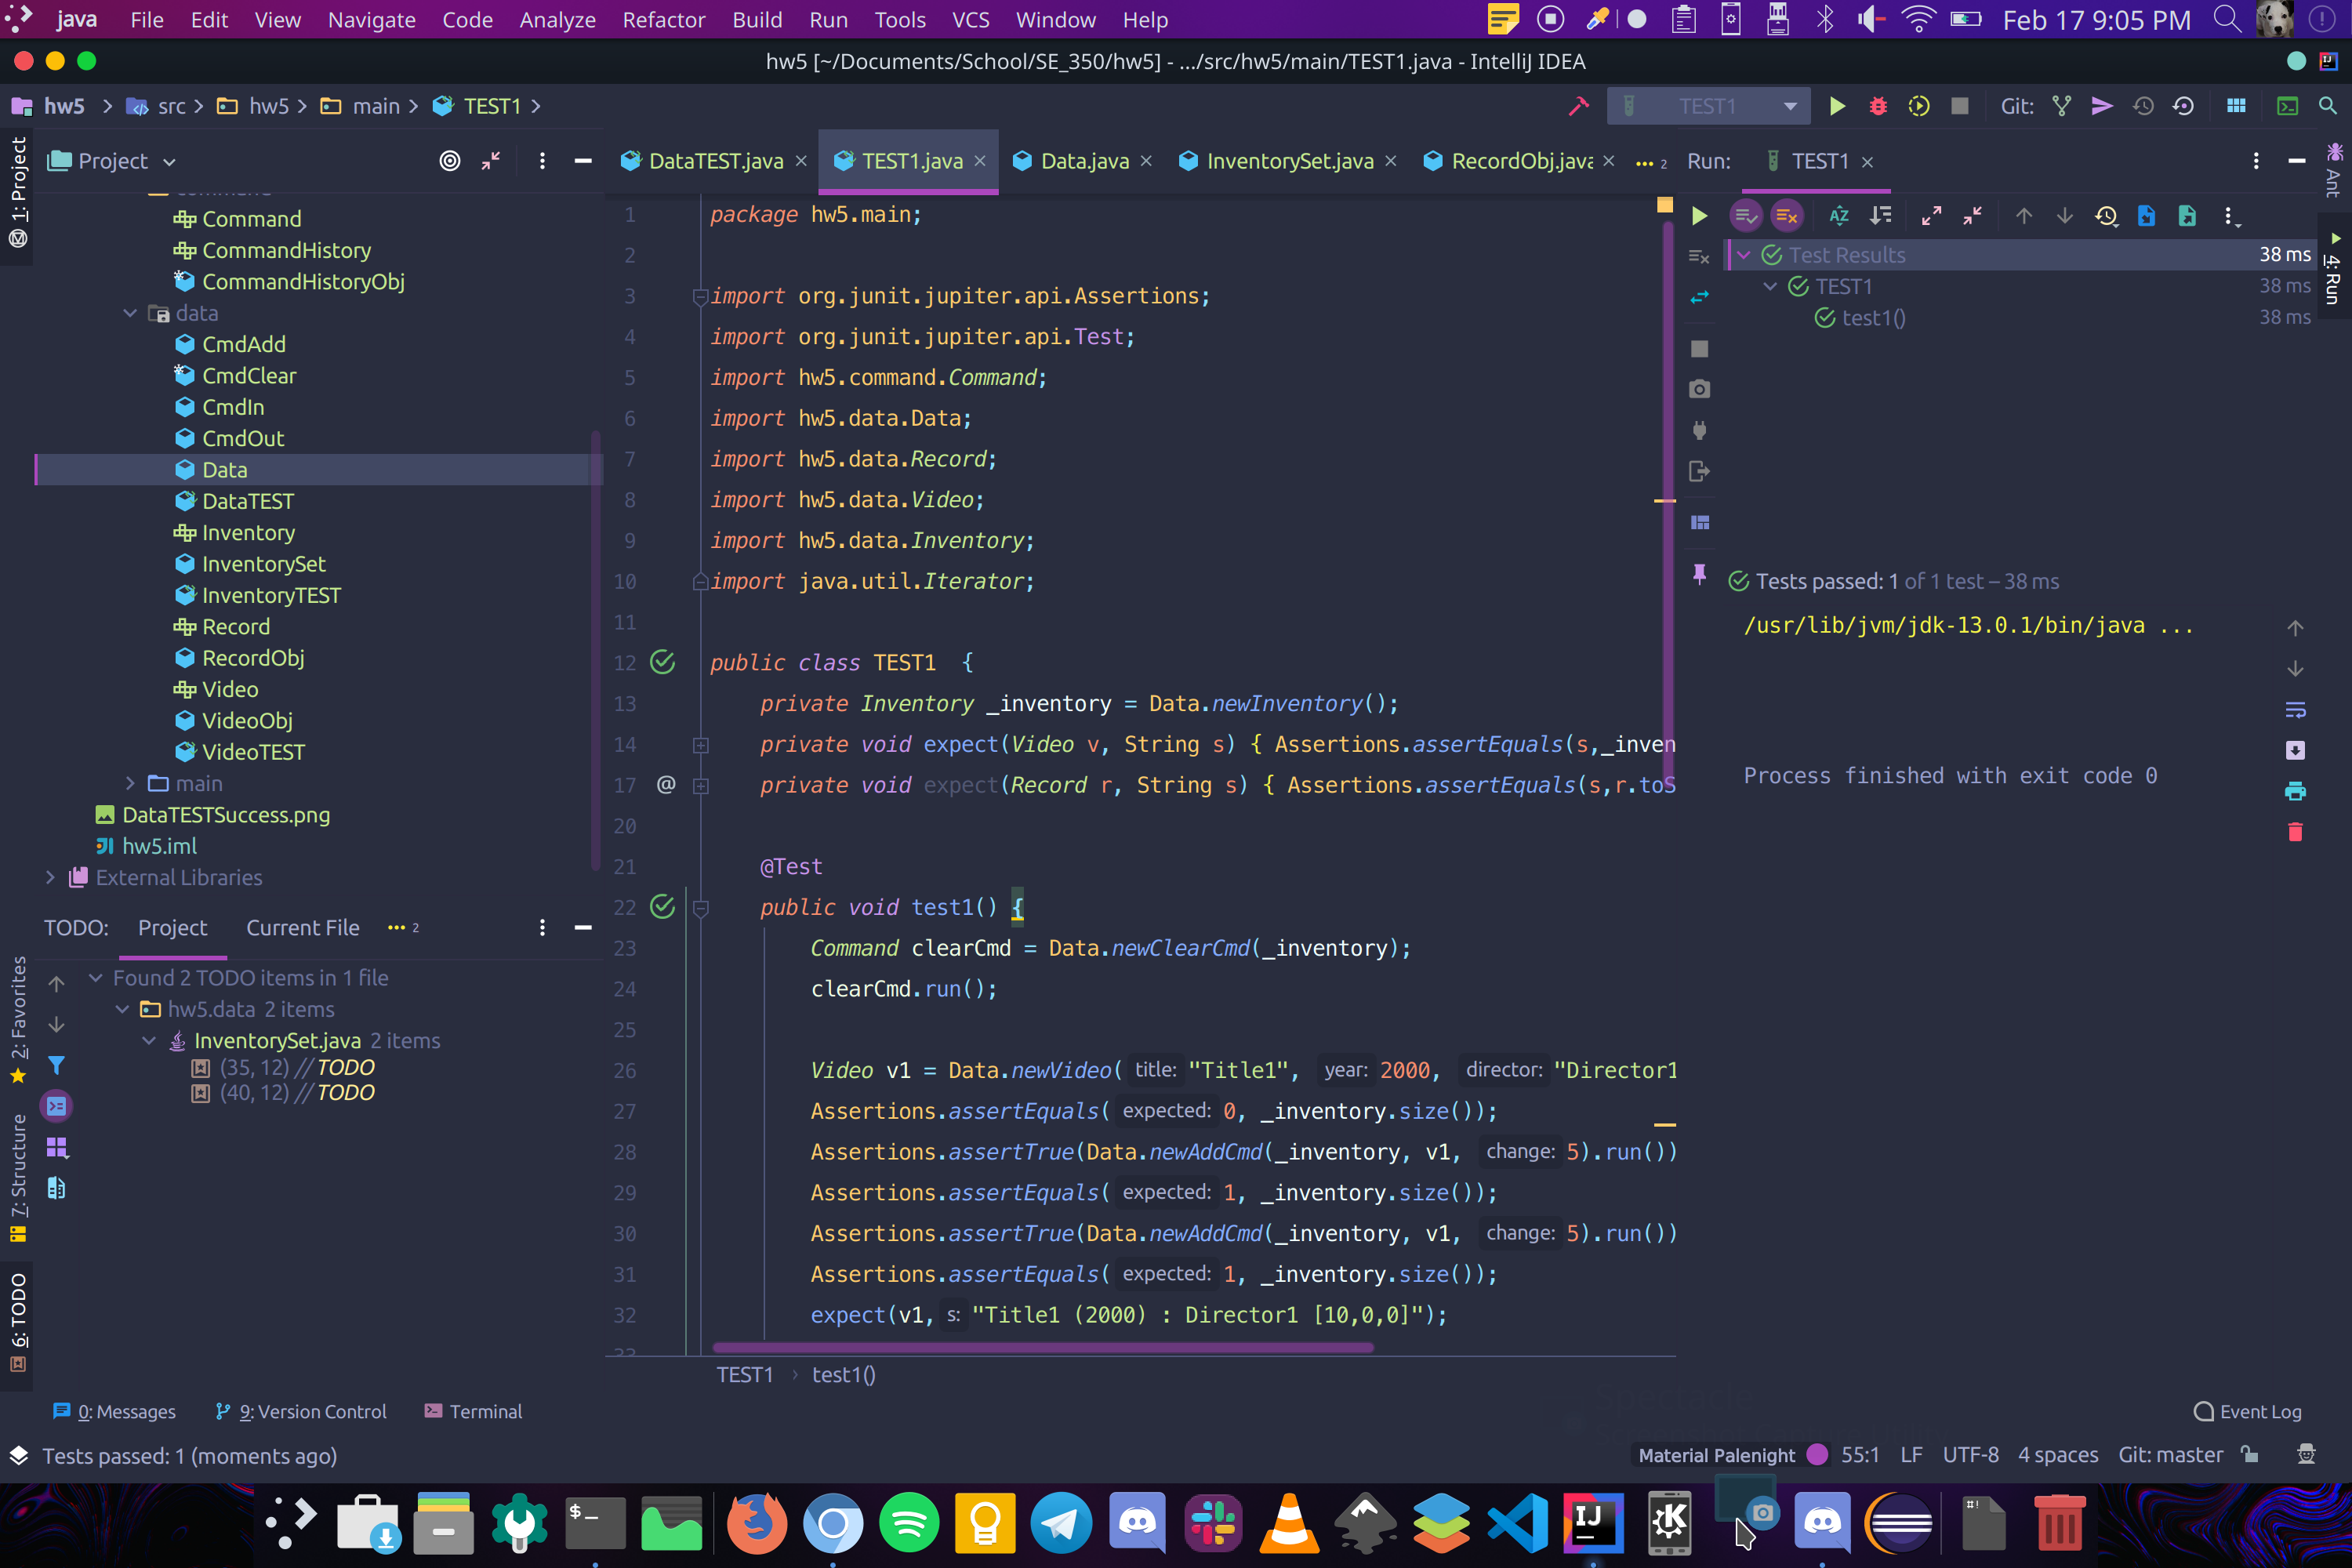 java File Edit View Navigate Code Analyze Refactor Build Run Tools VCS Window Help Feb 17 9:05 PM
hw5 [~/Documents/School/SE_350/hw5] - .../src/hw5/main/TEST1.java - IntelliJ IDEA
hw5 src hw5 main TEST1 TEST1 Git:
1: Project
Project
Command
CommandHistory
CommandHistoryObj
data
CmdAdd
CmdClear
CmdIn
CmdOut
Data
DataTEST
Inventory
InventorySet
InventoryTEST
Record
RecordObj
Video
VideoObj
VideoTEST
main
DataTESTSuccess.png
hw5.iml
External Libraries
TODO: Project Current File 2
Found 2 TODO items in 1 file
hw5.data 2 items
InventorySet.java 2 items
(35, 12) // TODO
(40, 12) // TODO
2: Favorites
7: Structure
6: TODO
DataTEST.java TEST1.java Data.java InventorySet.java RecordObj.java 2
1 package hw5.main;
2
3 import org.junit.jupiter.api.Assertions;
4 import org.junit.jupiter.api.Test;
5 import hw5.command.Command;
6 import hw5.data.Data;
7 import hw5.data.Record;
8 import hw5.data.Video;
9 import hw5.data.Inventory;
10 import java.util.Iterator;
11
12 public class TEST1 {
13 private Inventory _inventory = Data.newInventory();
14 private void expect(Video v, String s) { Assertions.assertEquals(s,_inven
17 @ private void expect(Record r, String s) { Assertions.assertEquals(s,r.toS
20
21 @Test
22 public void test1() {
23 Command clearCmd = Data.newClearCmd(_inventory);
24 clearCmd.run();
25
26 Video v1 = Data.newVideo( title: "Title1", year: 2000, director: "Director1
27 Assertions.assertEquals( expected: 0, _inventory.size());
28 Assertions.assertTrue(Data.newAddCmd(_inventory, v1, change: 5).run())
29 Assertions.assertEquals( expected: 1, _inventory.size());
30 Assertions.assertTrue(Data.newAddCmd(_inventory, v1, change: 5).run())
31 Assertions.assertEquals( expected: 1, _inventory.size());
32 expect(v1, s: "Title1 (2000) : Director1 [10,0,0]");
TEST1 test1()
Run: TEST1
Test Results 38 ms
TEST1 38 ms
test1() 38 ms
Tests passed: 1 of 1 test – 38 ms
/usr/lib/jvm/jdk-13.0.1/bin/java ...
Process finished with exit code 0
Ant
4: Run
0: Messages 9: Version Control Terminal Event Log
Tests passed: 1 (moments ago) Material Palenight 55:1 LF UTF-8 4 spaces Git: master